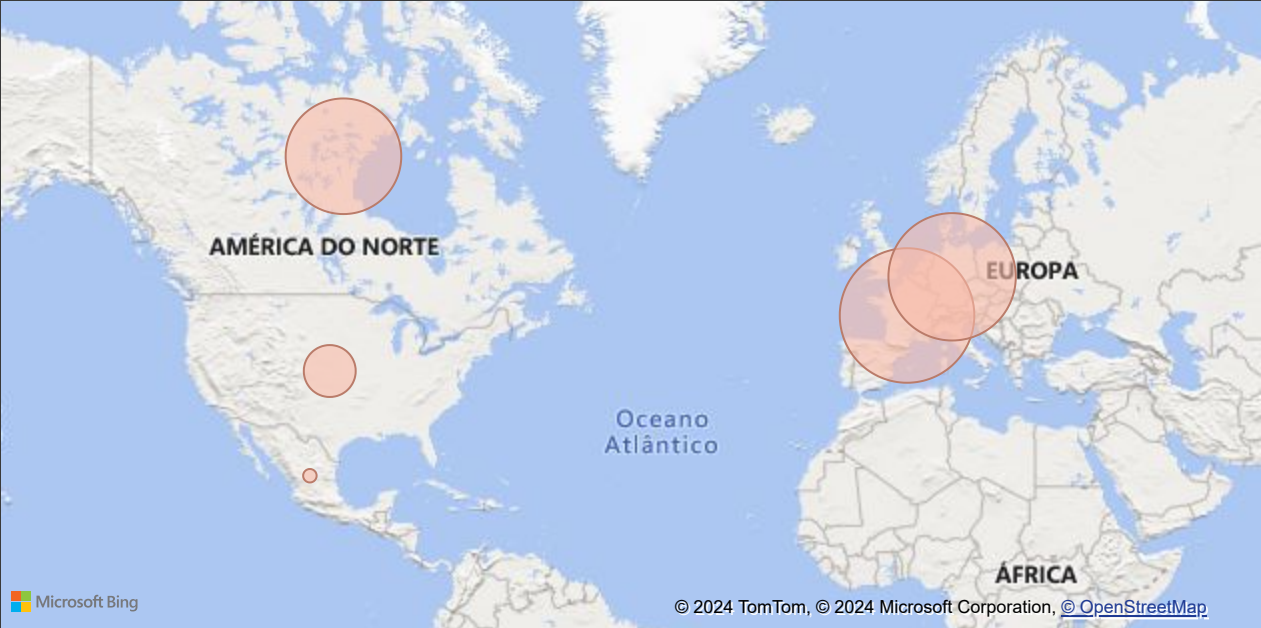 AMÉRICA DO NORTE
EUROPA
Oceano
Atlântico
ÁFRICA
Microsoft Bing
© 2024 TomTom, © 2024 Microsoft Corporation, © OpenStreetMap